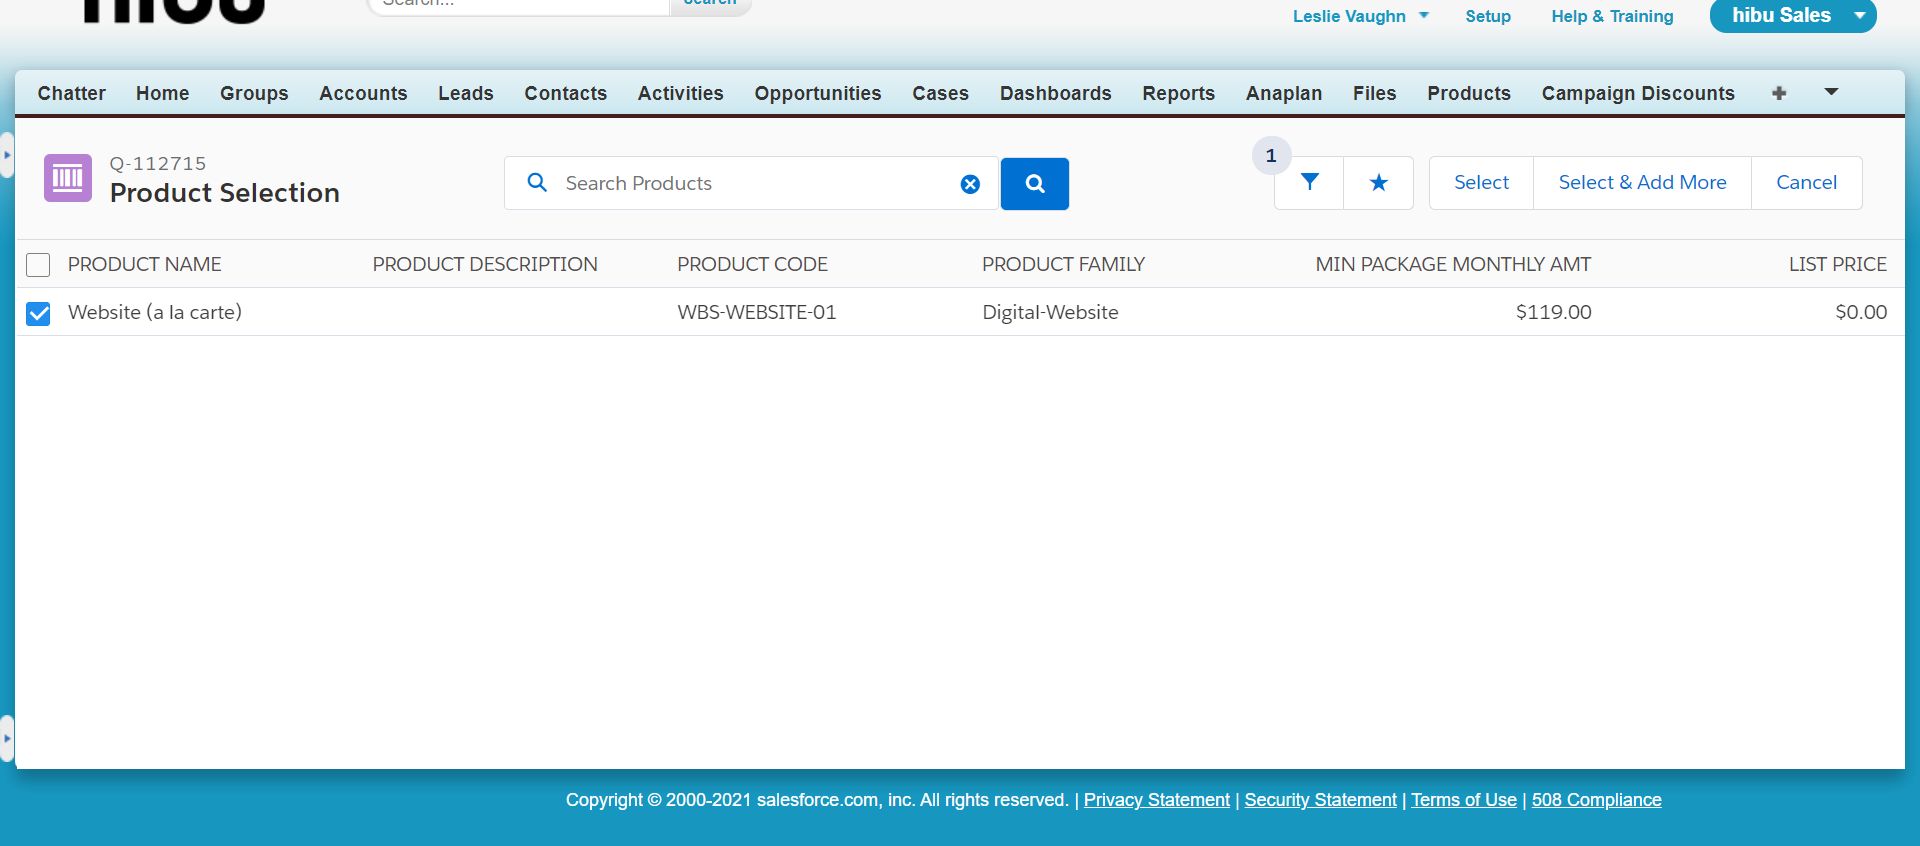 hibu
Search...
Search
Leslie Vaughn
Setup
Help & Training
hibu Sales
Chatter Home Groups Accounts Leads Contacts Activities Opportunities Cases Dashboards Reports Anaplan Files Products Campaign Discounts
Q-112715
Product Selection
Search Products
1
Select
Select & Add More
Cancel
PRODUCT NAME PRODUCT DESCRIPTION PRODUCT CODE PRODUCT FAMILY MIN PACKAGE MONTHLY AMT LIST PRICE
Website (a la carte) WBS-WEBSITE-01 Digital-Website $119.00 $0.00
Copyright © 2000-2021 salesforce.com, inc. All rights reserved. | Privacy Statement | Security Statement | Terms of Use | 508 Compliance